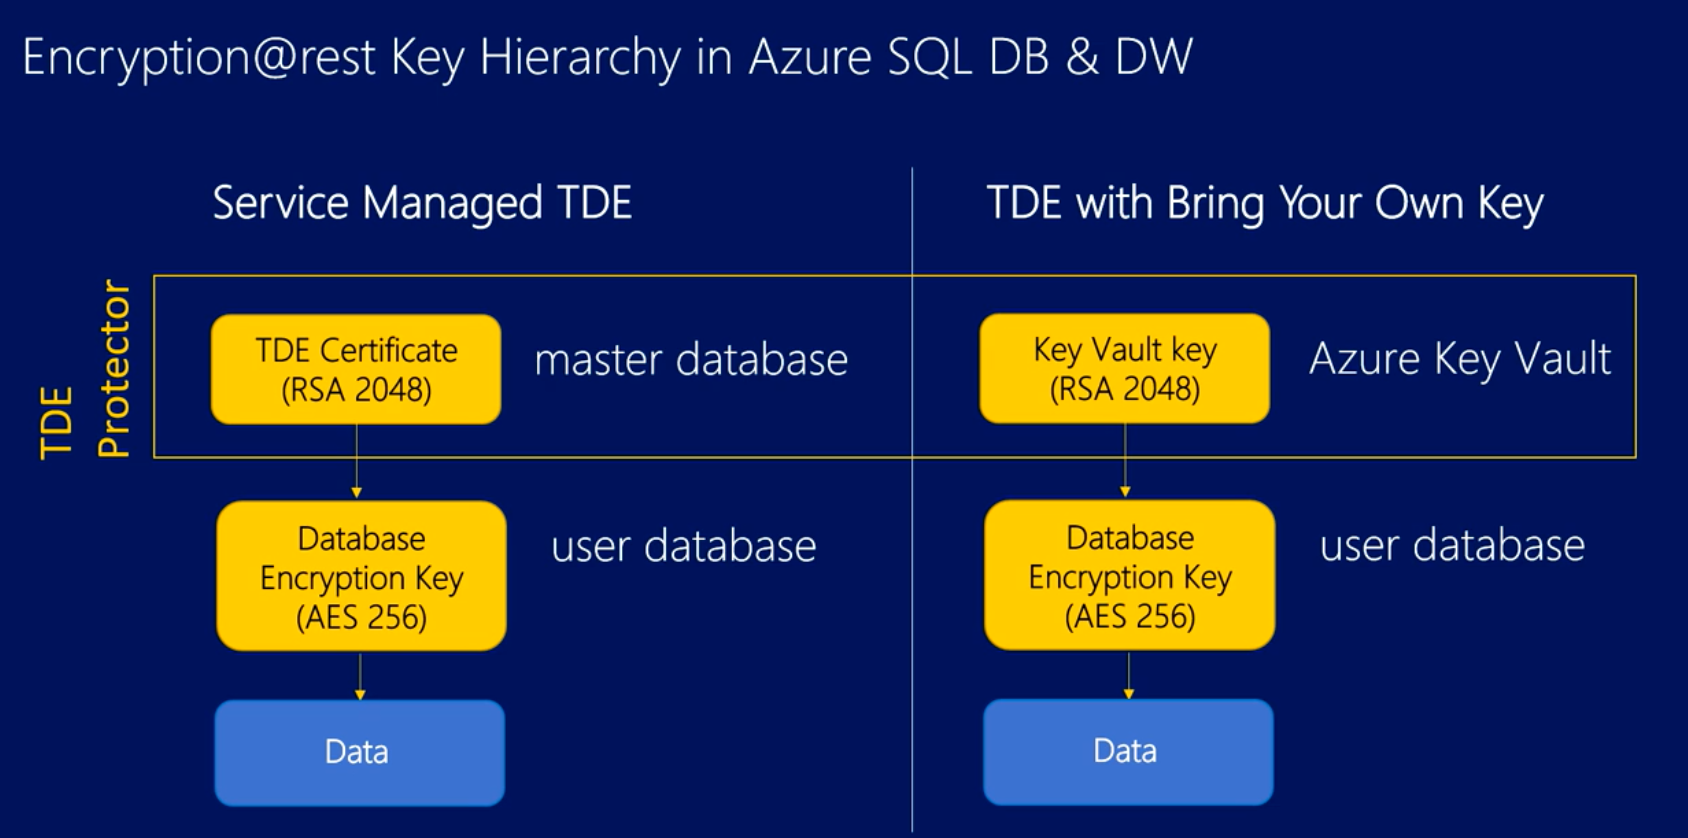 Encryption@rest Key Hierarchy in Azure SQL DB & DW
Service Managed TDE
TDE with Bring Your Own Key
TDE
Protector
TDE Certificate
(RSA 2048)
master database
Key Vault key
(RSA 2048)
Azure Key Vault
Database
Encryption Key
(AES 256)
user database
Database
Encryption Key
(AES 256)
user database
Data
Data